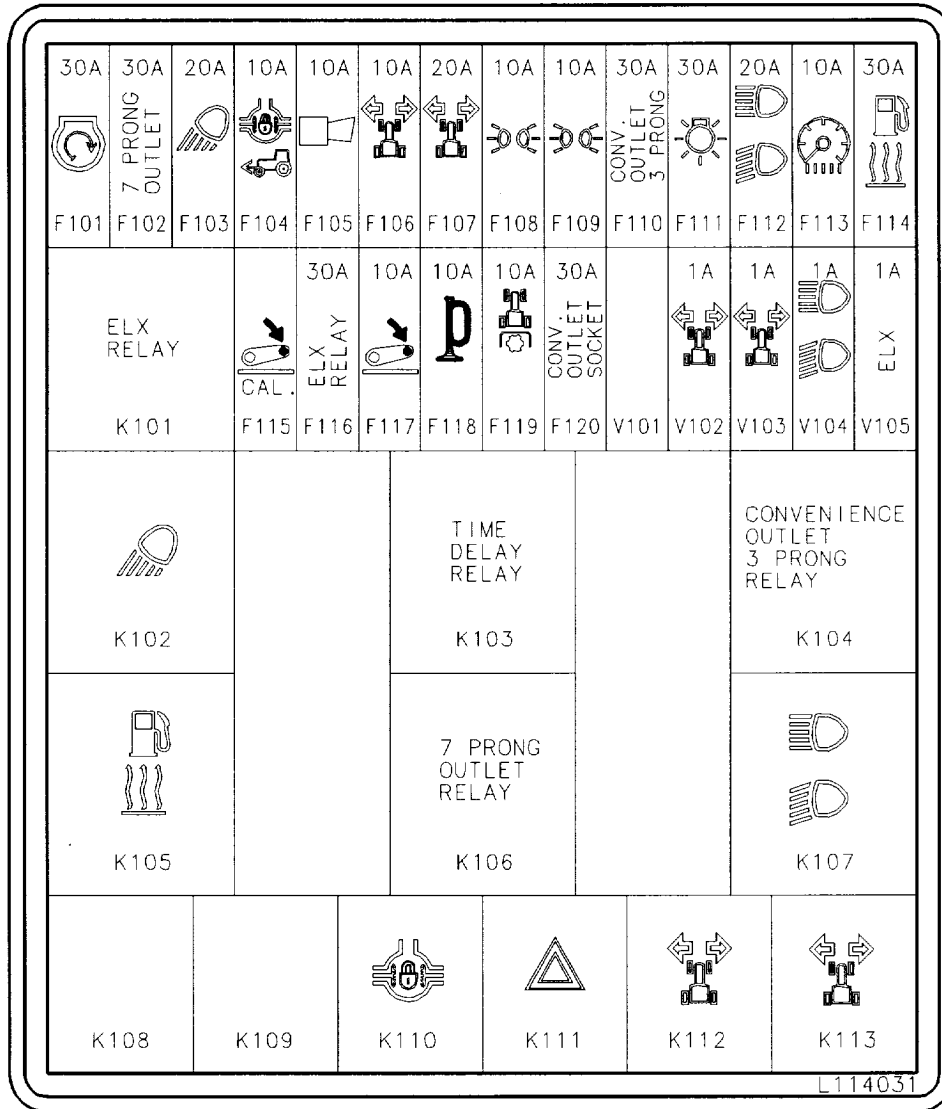 30A 30A 20A 10A 10A 10A 20A 10A 10A 30A 30A 20A 10A 30A
7 PRONG
OUTLET
CONV.
OUTLET
3 PRONG
F101 F102 F103 F104 F105 F106 F107 F108 F109 F110 F111 F112 F113 F114
30A 10A 10A 10A 30A 1A 1A 1A 1A
ELX
RELAY
CAL.
ELX
RELAY
CONV.
OUTLET
SOCKET
ELX
K101 F115 F116 F117 F118 F119 F120 V101 V102 V103 V104 V105
TIME
DELAY
RELAY
CONVENIENCE
OUTLET
3 PRONG
RELAY
K102 K103 K104
7 PRONG
OUTLET
RELAY
K105 K106 K107
K108 K109 K110 K111 K112 K113
L114031